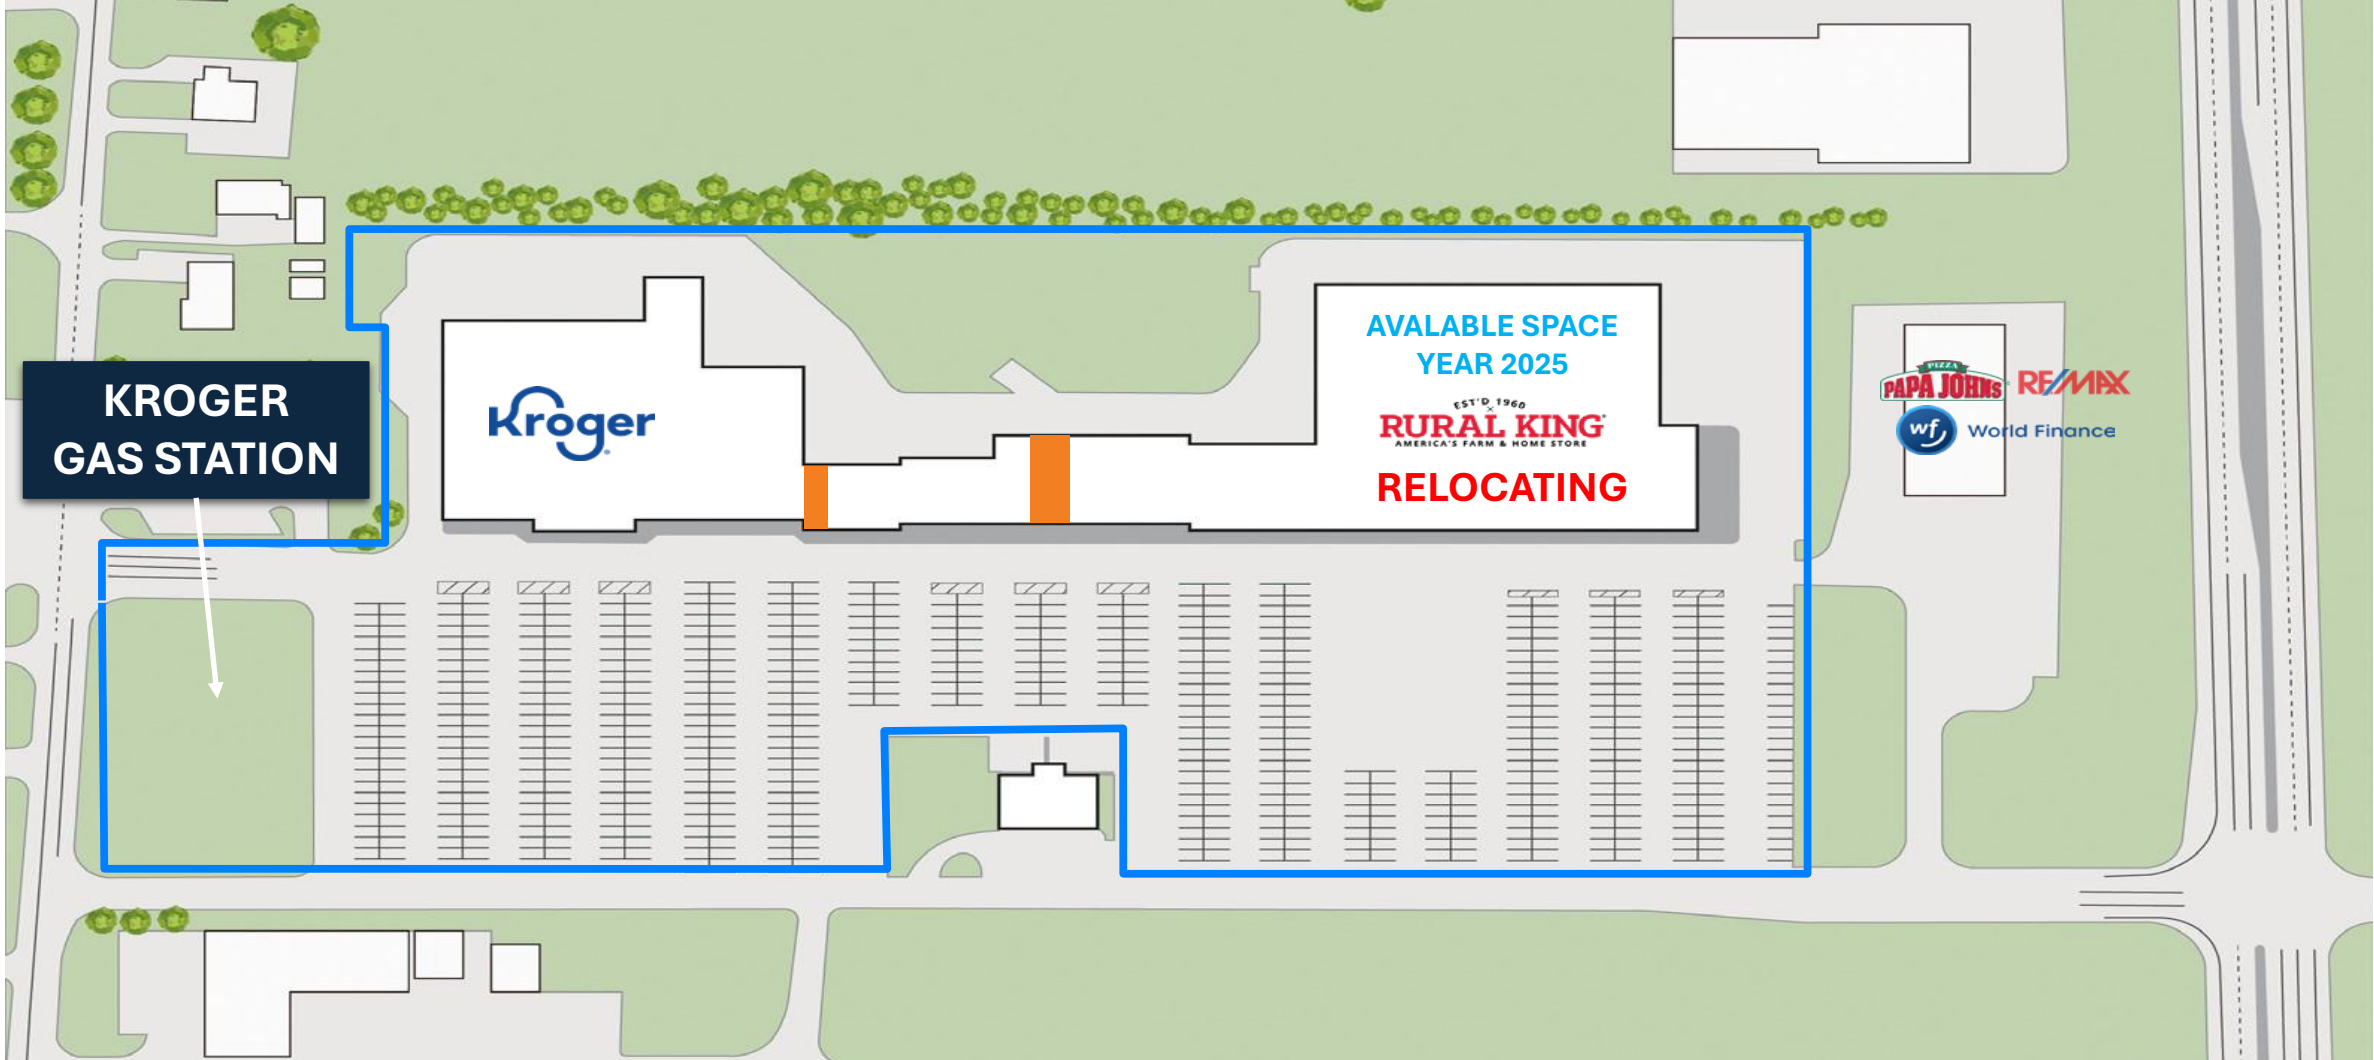 KROGER
GAS STATION
Kroger
AVALABLE SPACE
YEAR 2025
EST'D 1960
RURAL KING
AMERICA'S FARM & HOME STORE
RELOCATING
PIZZA
PAPA JOHNS
RE/MAX
wf
World Finance